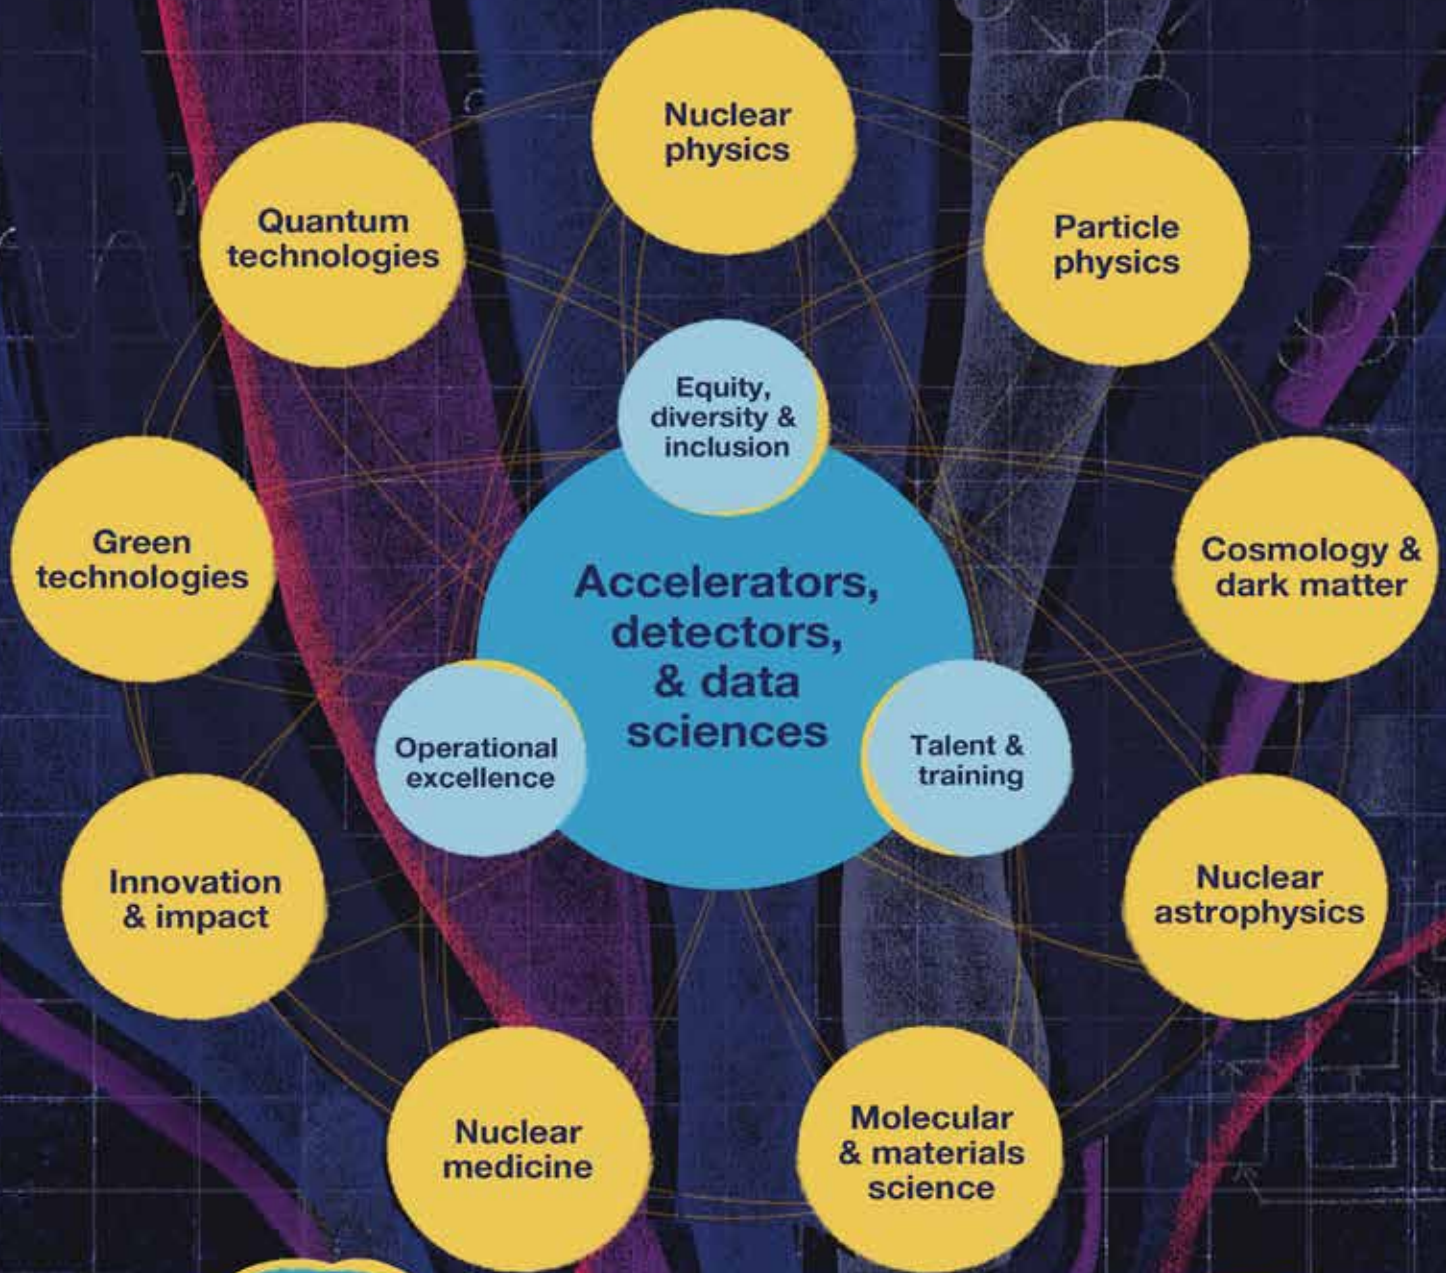 Nuclear
physics
Quantum
technologies
Particle
physics
Equity,
diversity &
inclusion
Green
technologies
Accelerators,
detectors,
& data
sciences
Cosmology &
dark matter
Operational
excellence
Talent &
training
Innovation
& impact
Nuclear
astrophysics
Nuclear
medicine
Molecular
& materials
science